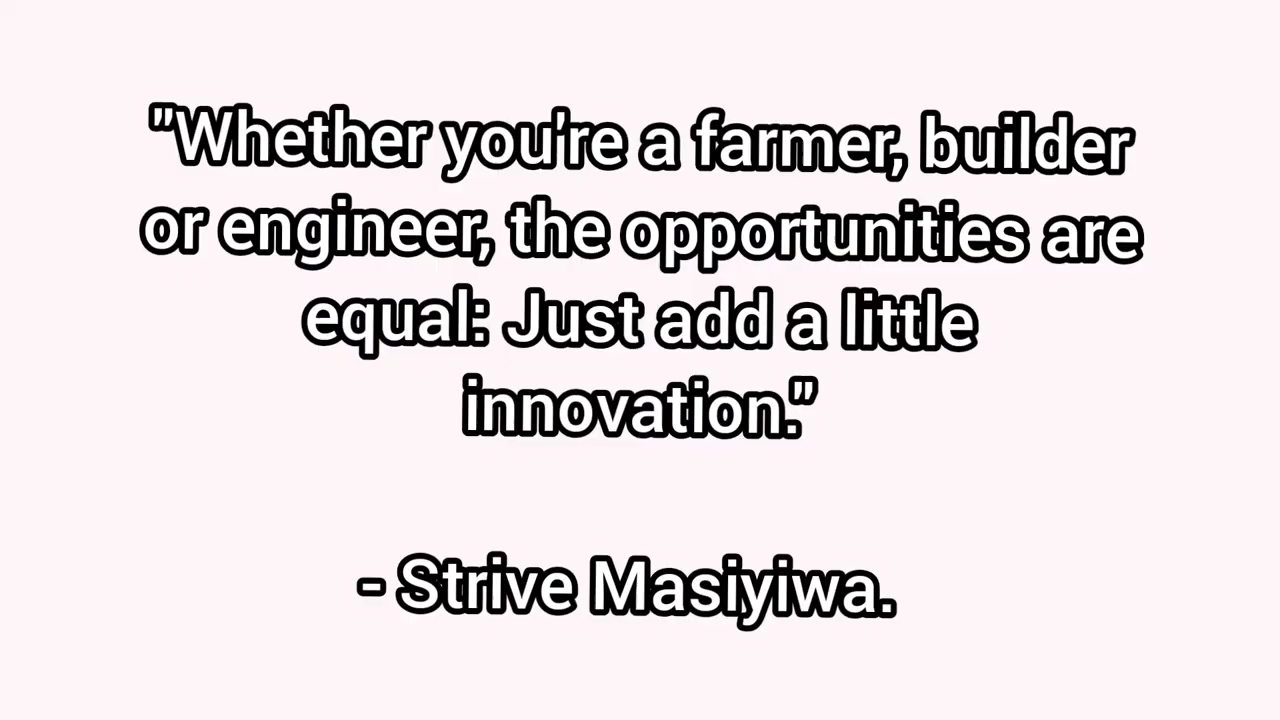 "Whether you're a farmer, builder
or engineer, the opportunities are
equal: Just add a little
innovation."
- Strive Masiyiwa.